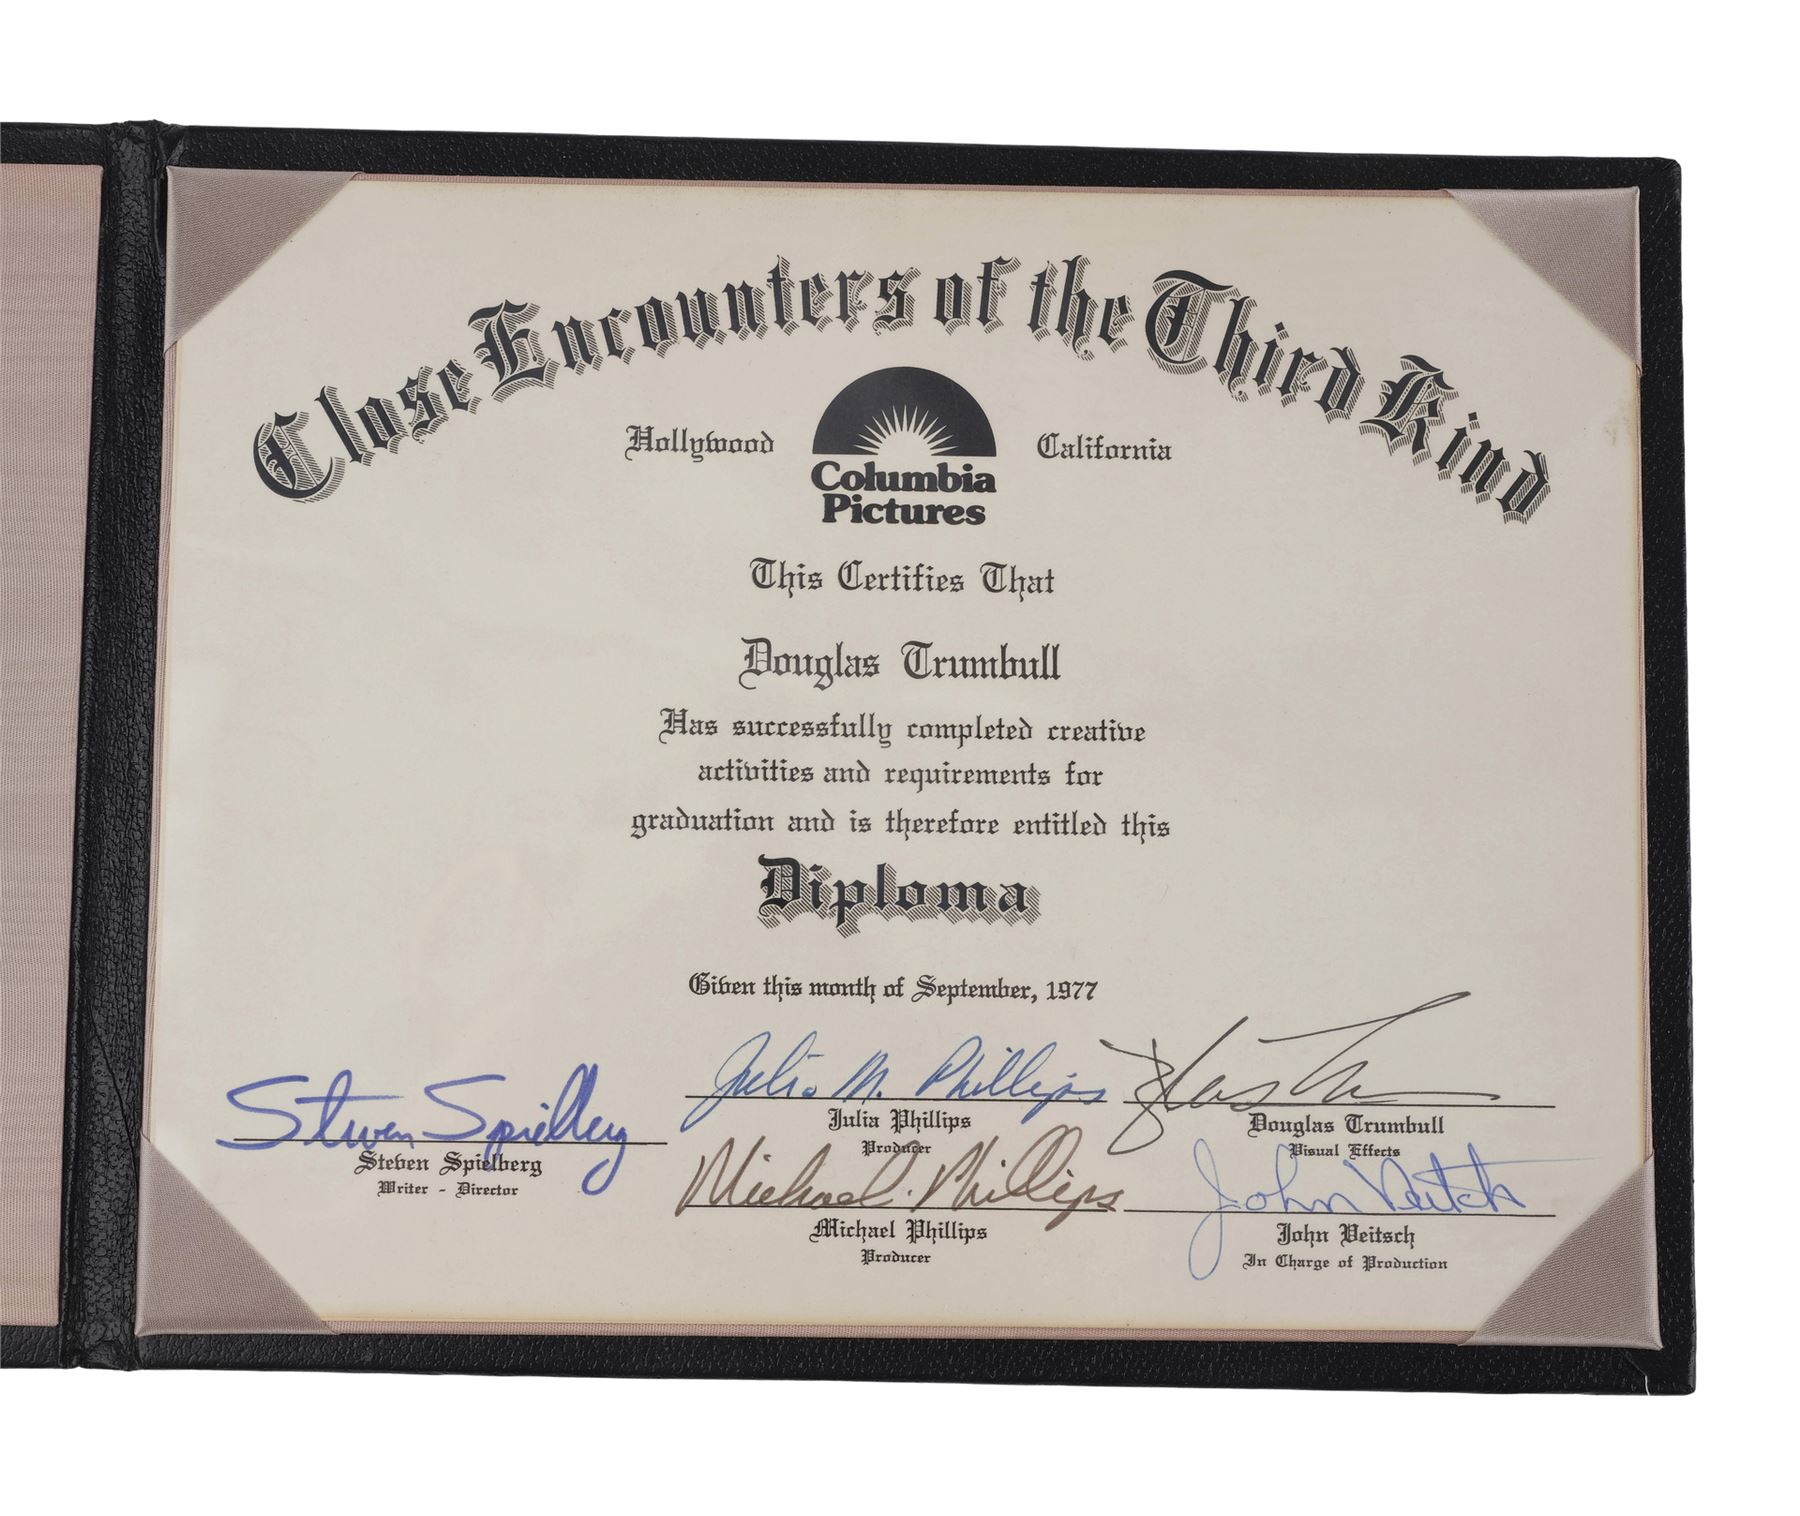 Close Encounters of the Third Kind
Hollywood
Columbia
Pictures
California
This Certifies That
Douglas Trumbull
Has successfully completed creative
activities and requirements for
graduation and is therefore entitled this
Diploma
Given this month of September, 1977
Steven Spielberg
Steven Spielberg
Writer - Director
Julia M. Phillips
Julia Phillips
Producer
Michael Phillips
Michael Phillips
Producer
Douglas Trumbull
Visual Effects
John Veitch
John Veitsch
In Charge of Production